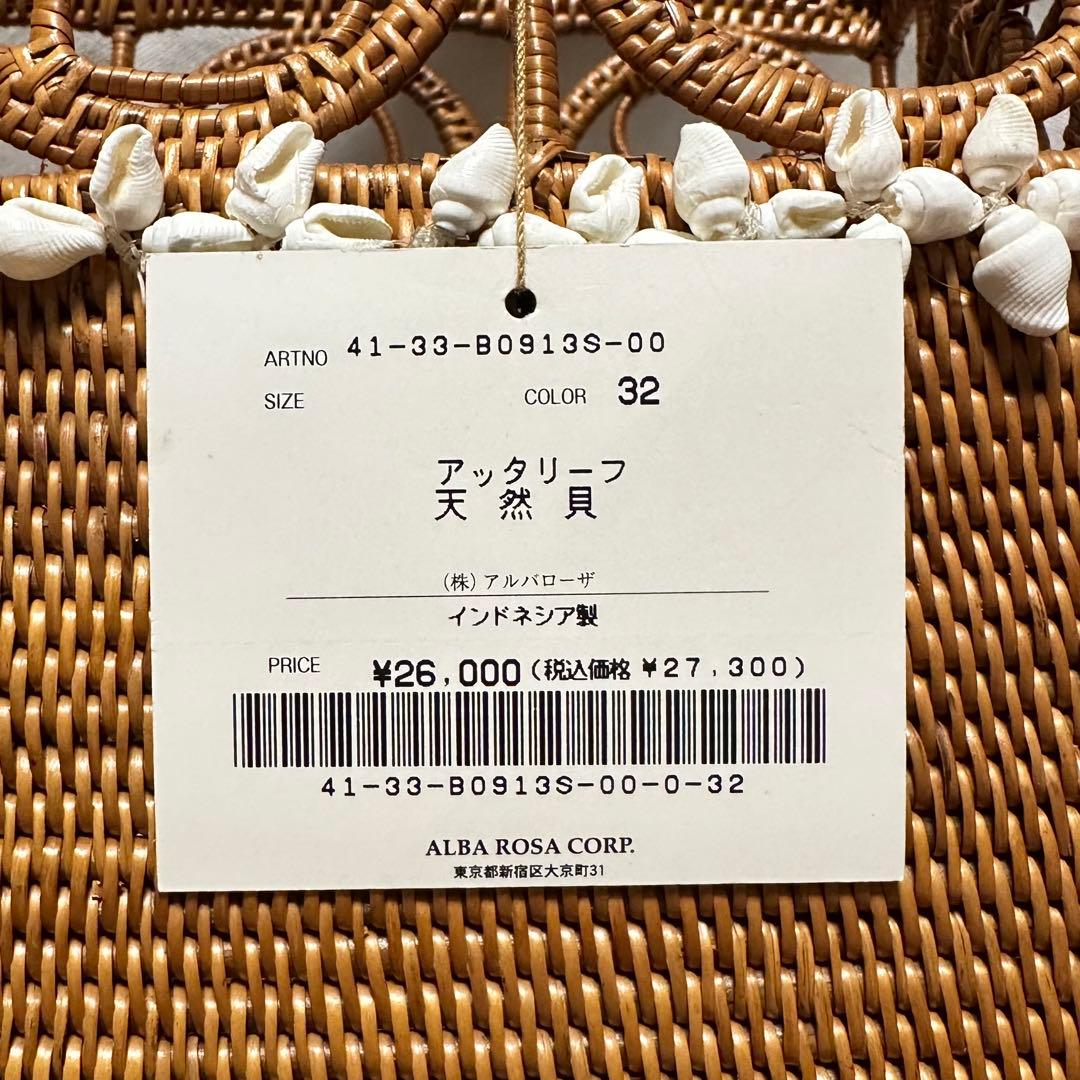 ARTNO 41-33-B0913S-00
SIZE COLOR 32
アッタリーフ
天然貝
(株)アルバローザ
インドネシア製
PRICE ¥26,000(税込価格 ¥27,300)
41-33-B0913S-00-0-32
ALBA ROSA CORP.
東京都新宿区大京町31